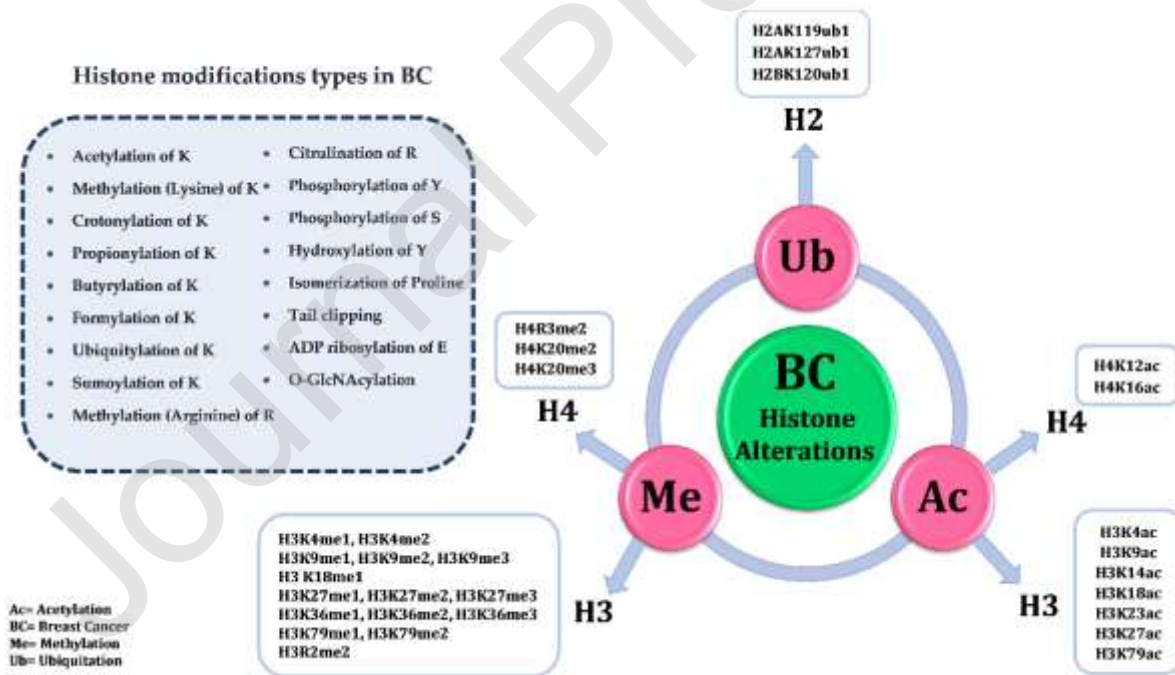 Journal Pr
Histone modifications types in BC
Acetylation of K
Methylation (Lysine) of K
Crotonylation of K
Propionylation of K
Butyrylation of K
Formylation of K
Ubiquitylation of K
Sumoylation of K
Methylation (Arginine) of R
Citrulination of R
Phosphorylation of Y
Phosphorylation of S
Hydroxylation of Y
Isomerization of Proline
Tail clipping
ADP ribosylation of E
O-GlcNAcylation
H2AK119ub1
H2AK127ub1
H2BK120ub1
H2
Ub
BC
Histone
Alterations
H4R3me2
H4K20me2
H4K20me3
H4
Me
H4K12ac
H4K16ac
H4
Ac
H3K4me1, H3K4me2
H3K9me1, H3K9me2, H3K9me3
H3 K18me1
H3K27me1, H3K27me2, H3K27me3
H3K36me1, H3K36me2, H3K36me3
H3K79me1, H3K79me2
H3R2me2
H3
H3K4ac
H3K9ac
H3K14ac
H3K18ac
H3K23ac
H3K27ac
H3K79ac
H3
Ac= Acetylation
BC= Breast Cancer
Me= Methylation
Ub= Ubiquitation